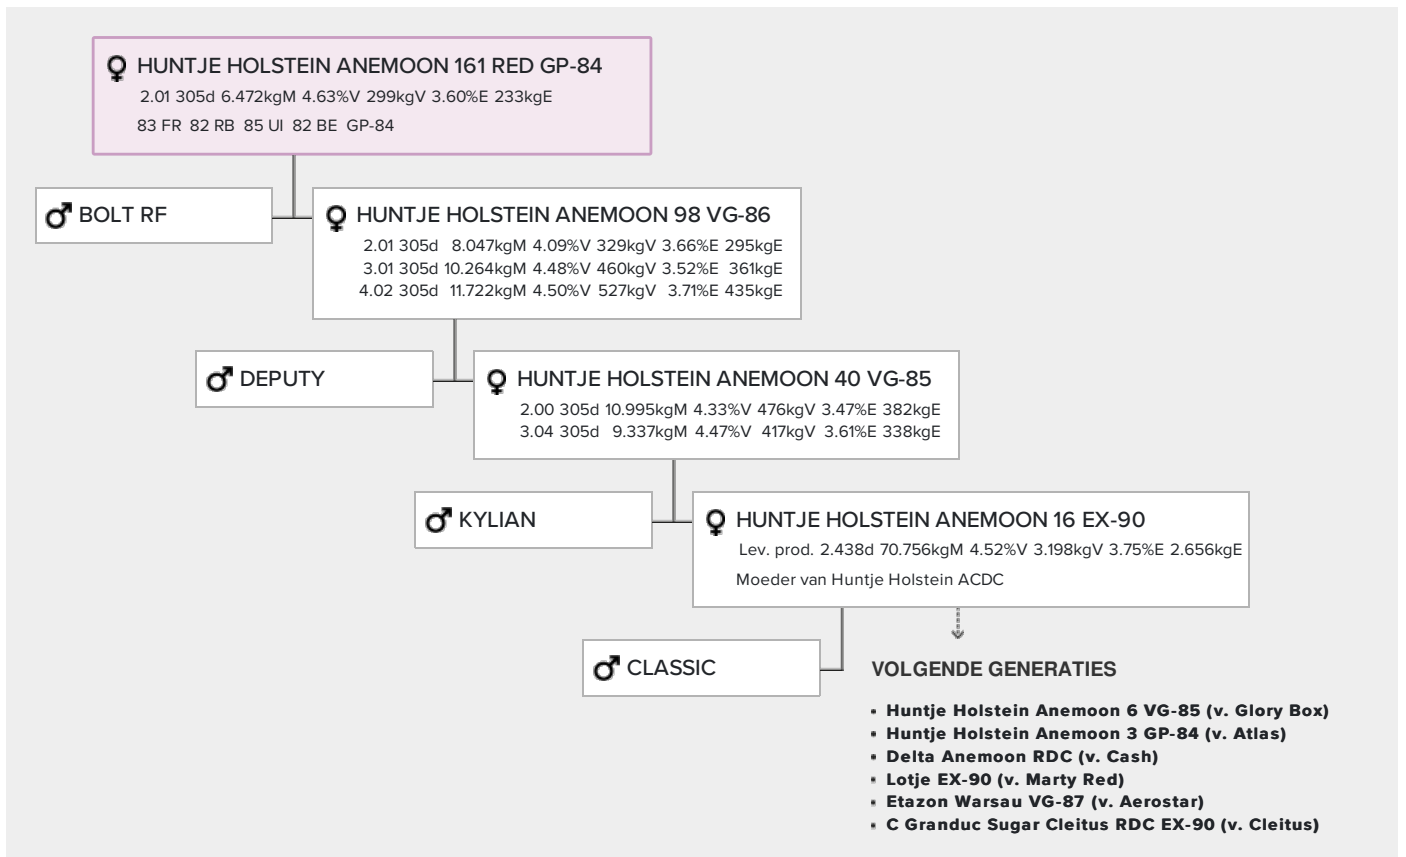 HUNTJE HOLSTEIN ANEMOON 161 RED GP-84
2.01 305d 6.472kgM 4.63%V 299kgV 3.60%E 233kgE
83 FR 82 RB 85 UI 82 BE GP-84
BOLT RF
HUNTJE HOLSTEIN ANEMOON 98 VG-86
2.01 305d 8.047kgM 4.09%V 329kgV 3.66%E 295kgE
3.01 305d 10.264kgM 4.48%V 460kgV 3.52%E 361kgE
4.02 305d 11.722kgM 4.50%V 527kgV 3.71%E 435kgE
DEPUTY
HUNTJE HOLSTEIN ANEMOON 40 VG-85
2.00 305d 10.995kgM 4.33%V 476kgV 3.47%E 382kgE
3.04 305d 9.337kgM 4.47%V 417kgV 3.61%E 338kgE
KYLIAN
HUNTJE HOLSTEIN ANEMOON 16 EX-90
Lev. prod. 2.438d 70.756kgM 4.52%V 3.198kgV 3.75%E 2.656kgE
Moeder van Huntje Holstein ACDC
CLASSIC
VOLGENDE GENERATIES
▪ Huntje Holstein Anemoon 6 VG-85 (v. Glory Box)
▪ Huntje Holstein Anemoon 3 GP-84 (v. Atlas)
▪ Delta Anemoon RDC (v. Cash)
▪ Lotje EX-90 (v. Marty Red)
▪ Etazon Warsau VG-87 (v. Aerostar)
▪ C Granduc Sugar Cleitus RDC EX-90 (v. Cleitus)